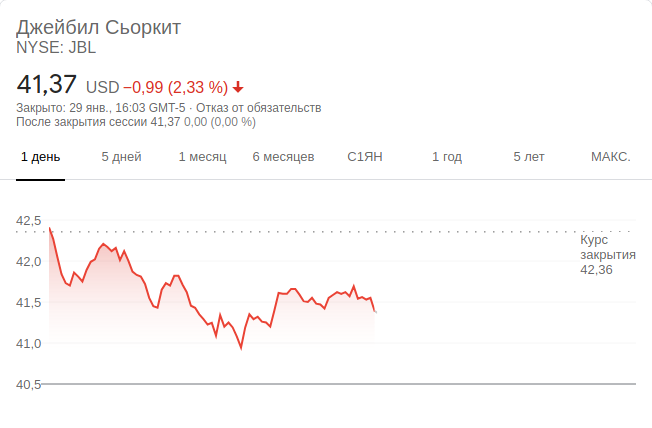 Джейбил Сьоркит
NYSE: JBL
41,37 USD −0,99 (2,33 %)
Закрыто: 29 янв., 16:03 GMT-5 · Отказ от обязательств
После закрытия сессии 41,37 0,00 (0,00 %)
1 день 5 дней 1 месяц 6 месяцев С1ЯН 1 год 5 лет МАКС.
42,5
Курс
закрытия
42,36
42,0
41,5
41,0
40,5